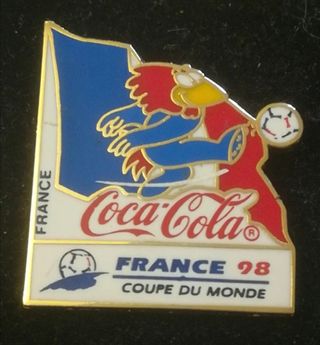 FRANCE
Coca-Cola ®
FRANCE 98
COUPE DU MONDE